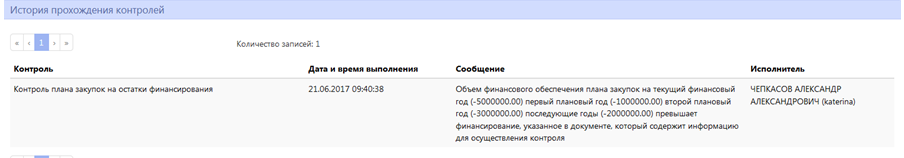 История прохождения контролей
« ‹ 1 › » Количество записей: 1
Контроль Дата и время выполнения Сообщение Исполнитель
Контроль плана закупок на остатки финансирования 21.06.2017 09:40:38 Объем финансового обеспечения плана закупок на текущий финансовый ЧЕПКАСОВ АЛЕКСАНДР
год (-5000000.00) первый плановый год (-1000000.00) второй плановый АЛЕКСАНДРОВИЧ (katerina)
год (-3000000.00) последующие годы (-2000000.00) превышает
финансирование, указанное в документе, который содержит информацию
для осуществления контроля